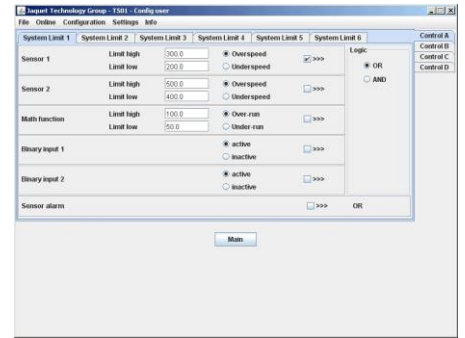 Jaquet Technology Group - T501 - Config user
File Online Configuration Settings Info
System Limit 1 System Limit 2 System Limit 3 System Limit 4 System Limit 5 System Limit 6 Control A
Control B
Control C
Control D
Sensor 1 Limit high 300.0 Overspeed >>> Logic
Limit low 200.0 Underspeed OR
AND
Sensor 2 Limit high 500.0 Overspeed >>>
Limit low 400.0 Underspeed
Math function Limit high 100.0 Over-run >>>
Limit low 50.0 Under-run
Binary input 1 active >>>
inactive
Binary input 2 active >>>
inactive
Sensor alarm >>> OR
Main